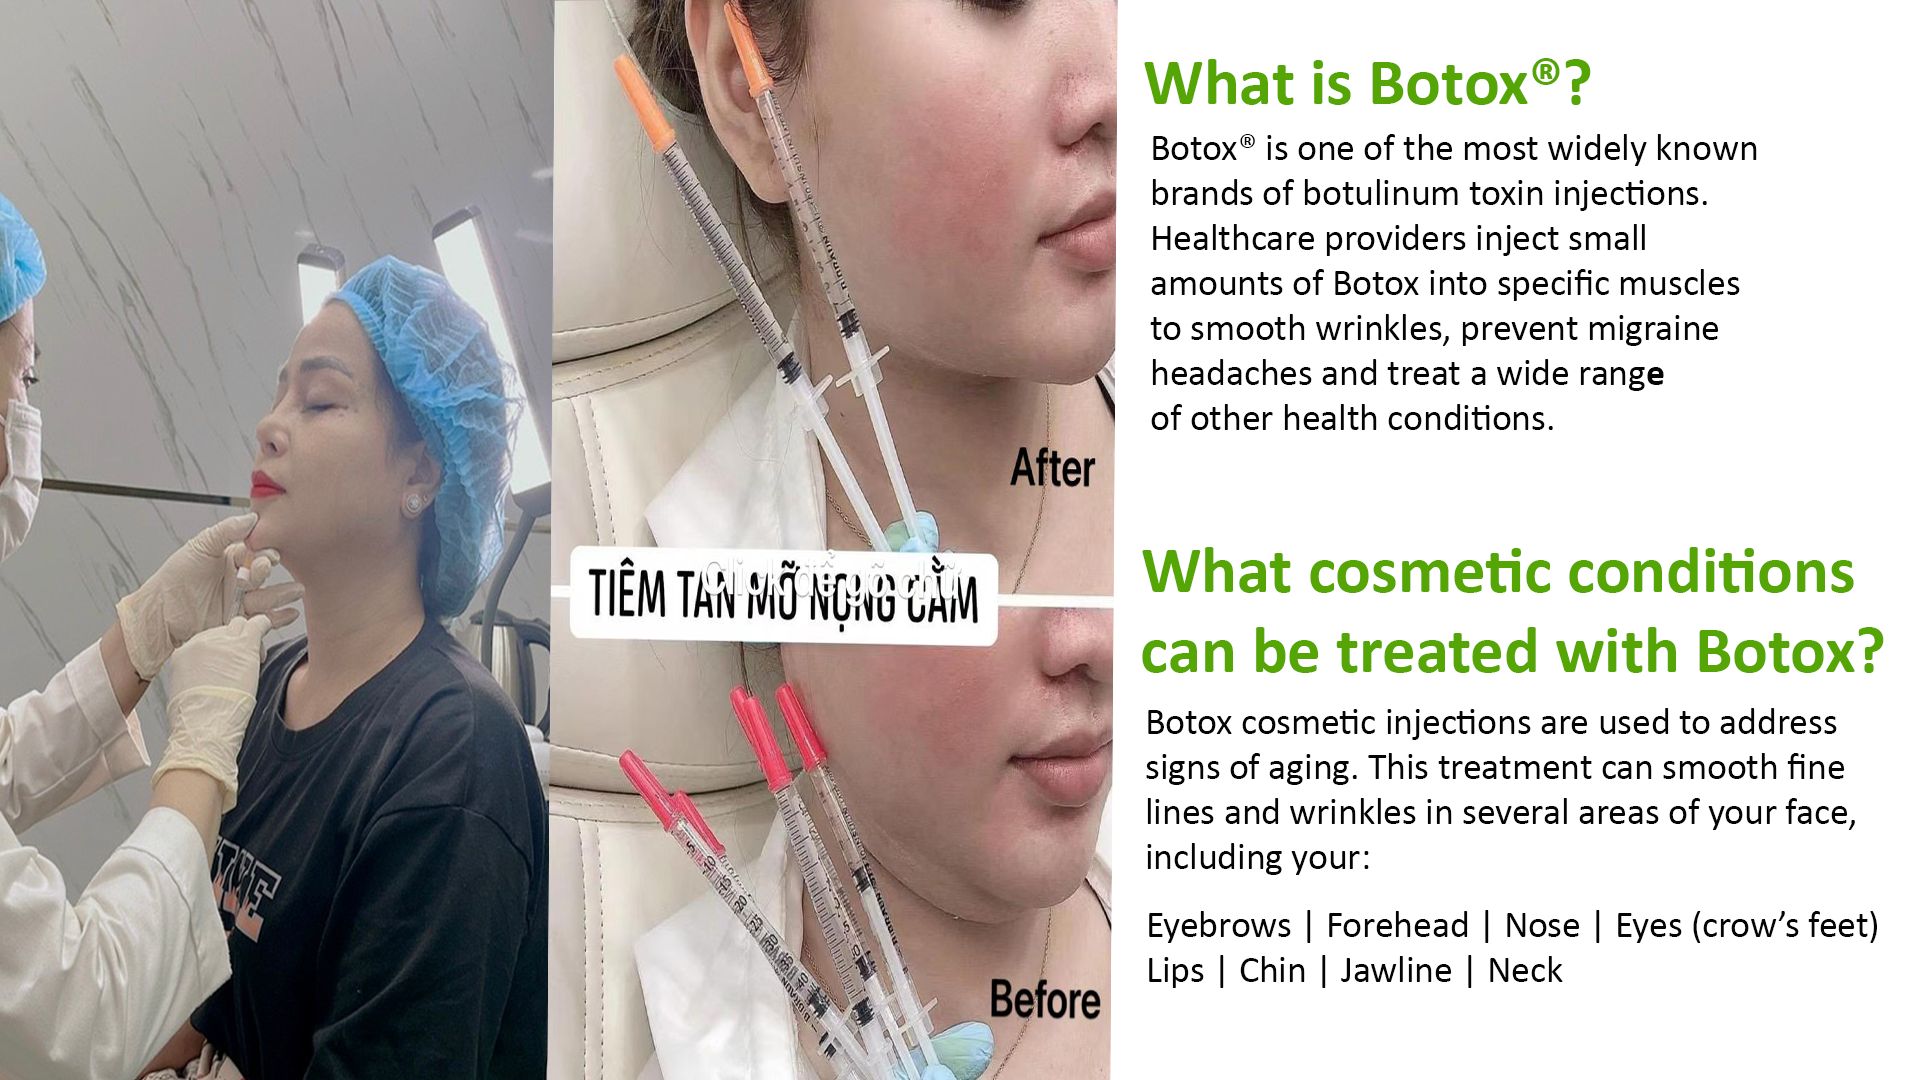 After
TIÊM TAN MỠ NỌNG CẰM
Click để gõ chữ
Before
What is Botox®?
Botox® is one of the most widely known
brands of botulinum toxin injections.
Healthcare providers inject small
amounts of Botox into specific muscles
to smooth wrinkles, prevent migraine
headaches and treat a wide range
of other health conditions.
What cosmetic conditions
can be treated with Botox?
Botox cosmetic injections are used to address
signs of aging. This treatment can smooth fine
lines and wrinkles in several areas of your face,
including your:
Eyebrows | Forehead | Nose | Eyes (crow’s feet)
Lips | Chin | Jawline | Neck